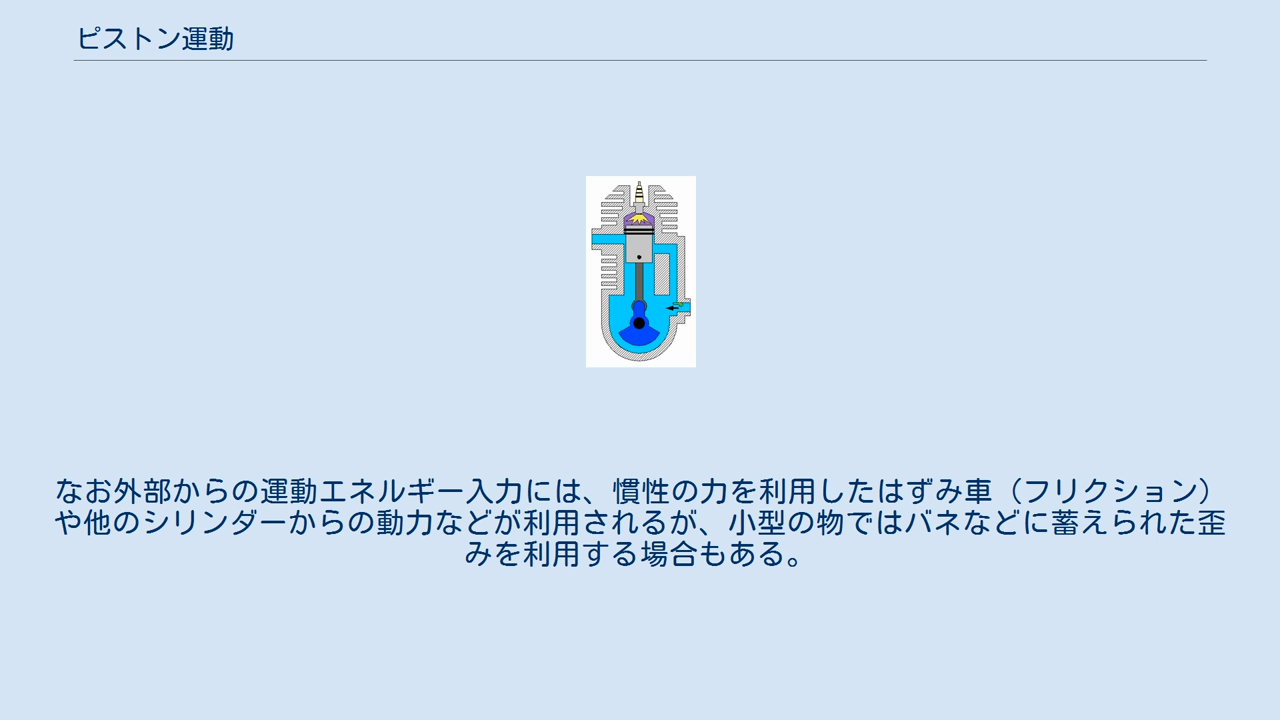 ピストン運動
なお外部からの運動エネルギー入力には、慣性の力を利用したはずみ車（フリクション）
や他のシリンダーからの動力などが利用されるが、小型の物ではバネなどに蓄えられた歪
みを利用する場合もある。